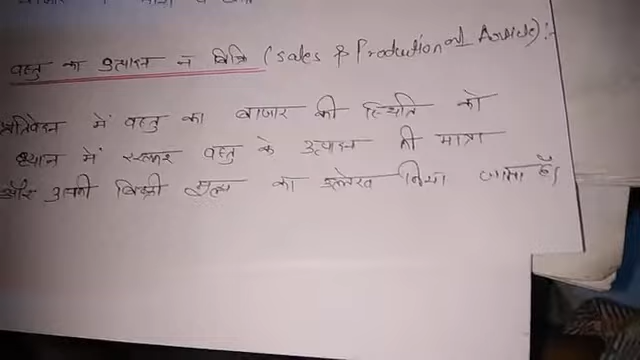 वस्तु का उत्पादन व बिक्रि (Sales & Production of Article):-
प्रतिवेदन में वस्तु का बाजार की स्थिति को
ध्यान में रखकर वस्तु के उत्पादन की मात्रा
और उसकी बिक्री मूल्य का उल्लेख किया जाता है।